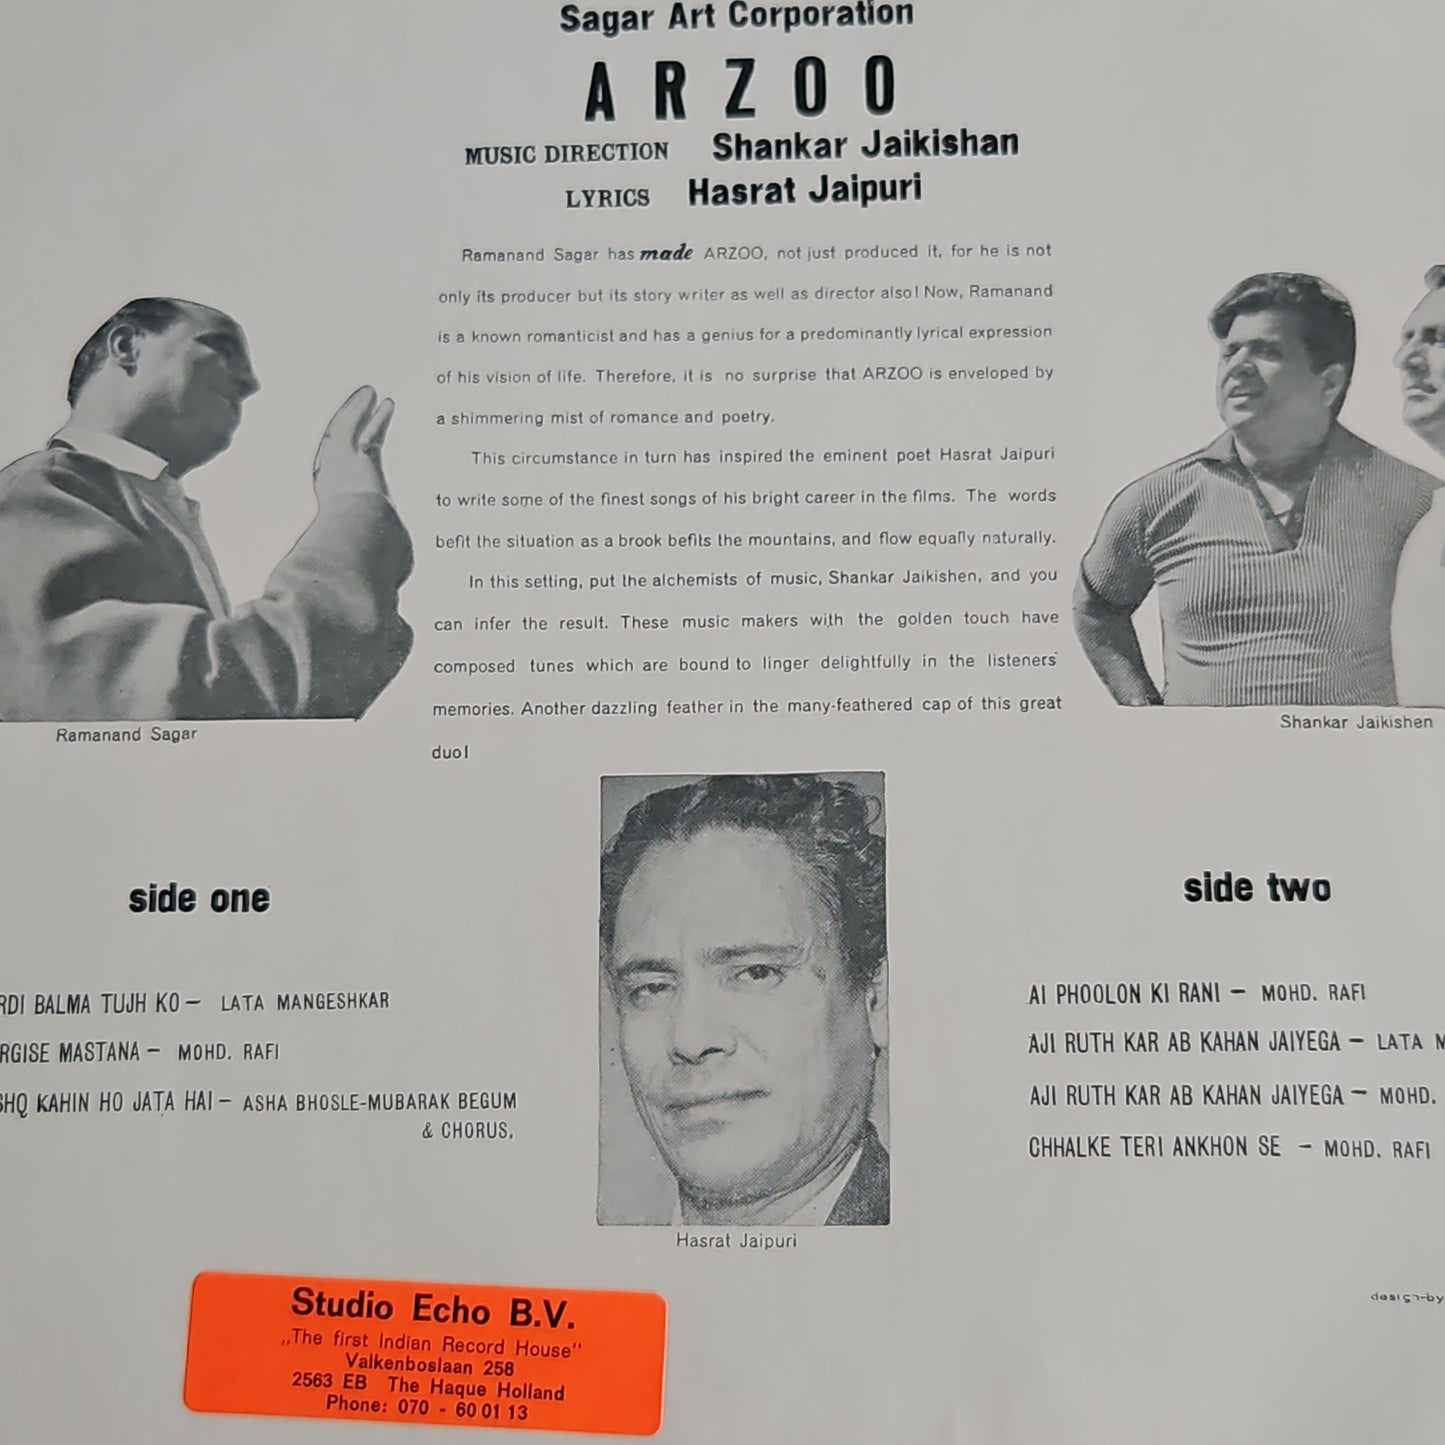 Sagar Art Corporation
ARZOO
MUSIC DIRECTION Shankar Jaikishan
LYRICS Hasrat Jaipuri
Ramanand Sagar has made ARZOO, not just produced it, for he is not
only its producer but its story writer as well as director also! Now, Ramanand
is a known romanticist and has a genius for a predominantly lyrical expression
of his vision of life. Therefore, it is no surprise that ARZOO is enveloped by
a shimmering mist of romance and poetry.
This circumstance in turn has inspired the eminent poet Hasrat Jaipuri
to write some of the finest songs of his bright career in the films. The words
befit the situation as a brook befits the mountains, and flow equally naturally.
In this setting, put the alchemists of music, Shankar Jaikishen, and you
can infer the result. These music makers with the golden touch have
composed tunes which are bound to linger delightfully in the listeners'
memories. Another dazzling feather in the many-feathered cap of this great
duo!
Ramanand Sagar
Shankar Jaikishen
side one
RDI BALMA TUJH KO – LATA MANGESHKAR
RGISE MASTANA – MOHD. RAFI
SHQ KAHIN HO JATA HAI – ASHA BHOSLE-MUBARAK BEGUM
& CHORUS.
Hasrat Jaipuri
side two
AI PHOOLON KI RANI – MOHD. RAFI
AJI RUTH KAR AB KAHAN JAIYEGA – LATA M
AJI RUTH KAR AB KAHAN JAIYEGA – MOHD.
CHHALKE TERI ANKHON SE – MOHD. RAFI
design-by
Studio Echo B.V.
„The first Indian Record House"
Valkenboslaan 258
2563 EB The Haque Holland
Phone: 070 - 60 01 13